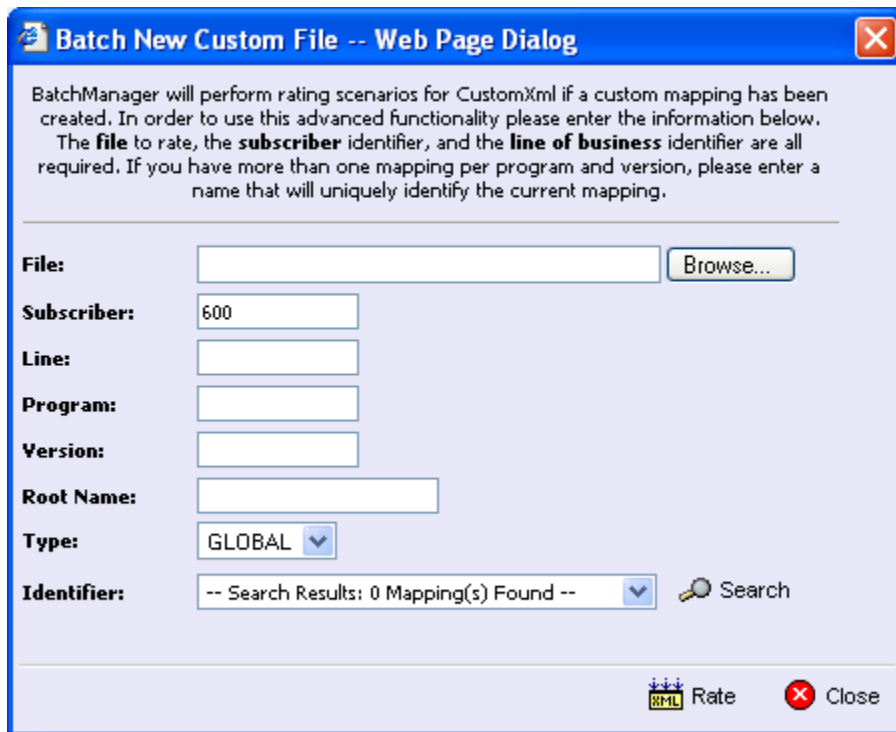 Batch New Custom File -- Web Page Dialog
BatchManager will perform rating scenarios for CustomXml if a custom mapping has been
created. In order to use this advanced functionality please enter the information below.
The file to rate, the subscriber identifier, and the line of business identifier are all
required. If you have more than one mapping per program and version, please enter a
name that will uniquely identify the current mapping.
File: Browse...
Subscriber: 600
Line:
Program:
Version:
Root Name:
Type: GLOBAL
Identifier: -- Search Results: 0 Mapping(s) Found -- Search
XML Rate Close